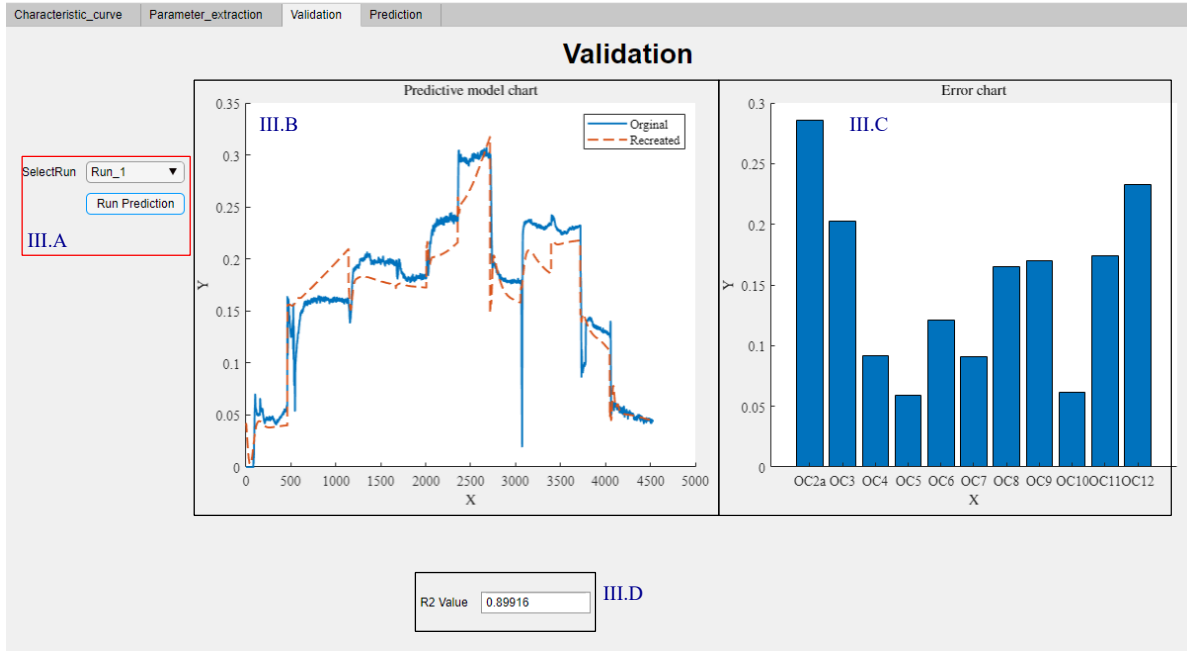 Characteristic_curve Parameter_extraction Validation Prediction
Validation
SelectRun Run_1
Run Prediction
III.A
Predictive model chart
III.B
Orginal
Recreated
0.35
0.3
0.25
0.2
0.15
0.1
0.05
0
Y
0 500 1000 1500 2000 2500 3000 3500 4000 4500 5000
X
Error chart
III.C
0.3
0.25
0.2
0.15
0.1
0.05
0
Y
OC2a OC3 OC4 OC5 OC6 OC7 OC8 OC9 OC10 OC11 OC12
X
R2 Value 0.89916
III.D